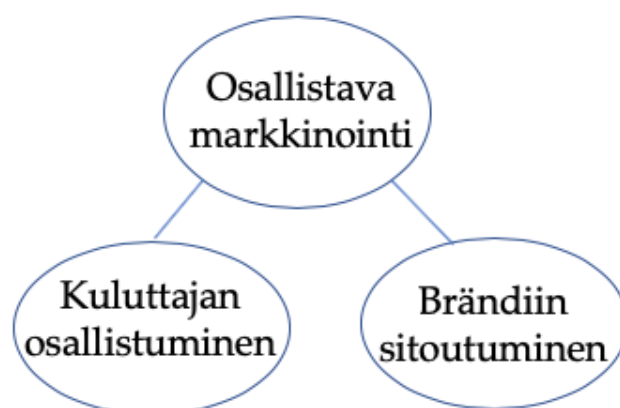 Osallistava
markkinointi
Kuluttajan
osallistuminen
Brändiin
sitoutuminen